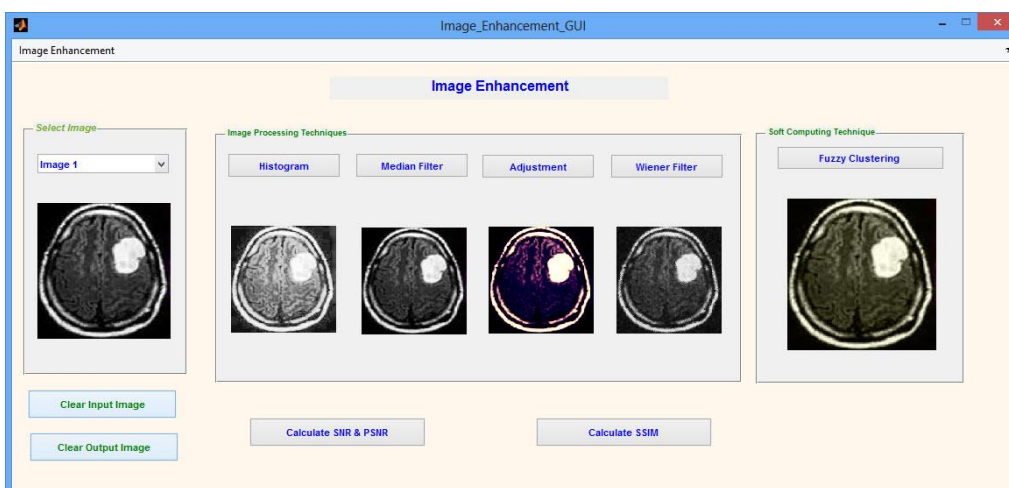 Image_Enhancement_GUI
Image Enhancement
Image Enhancement
Select Image
Image 1
Image Processing Techniques
Histogram
Median Filter
Adjustment
Wiener Filter
Soft Computing Technique
Fuzzy Clustering
Clear Input Image
Clear Output Image
Calculate SNR & PSNR
Calculate SSIM